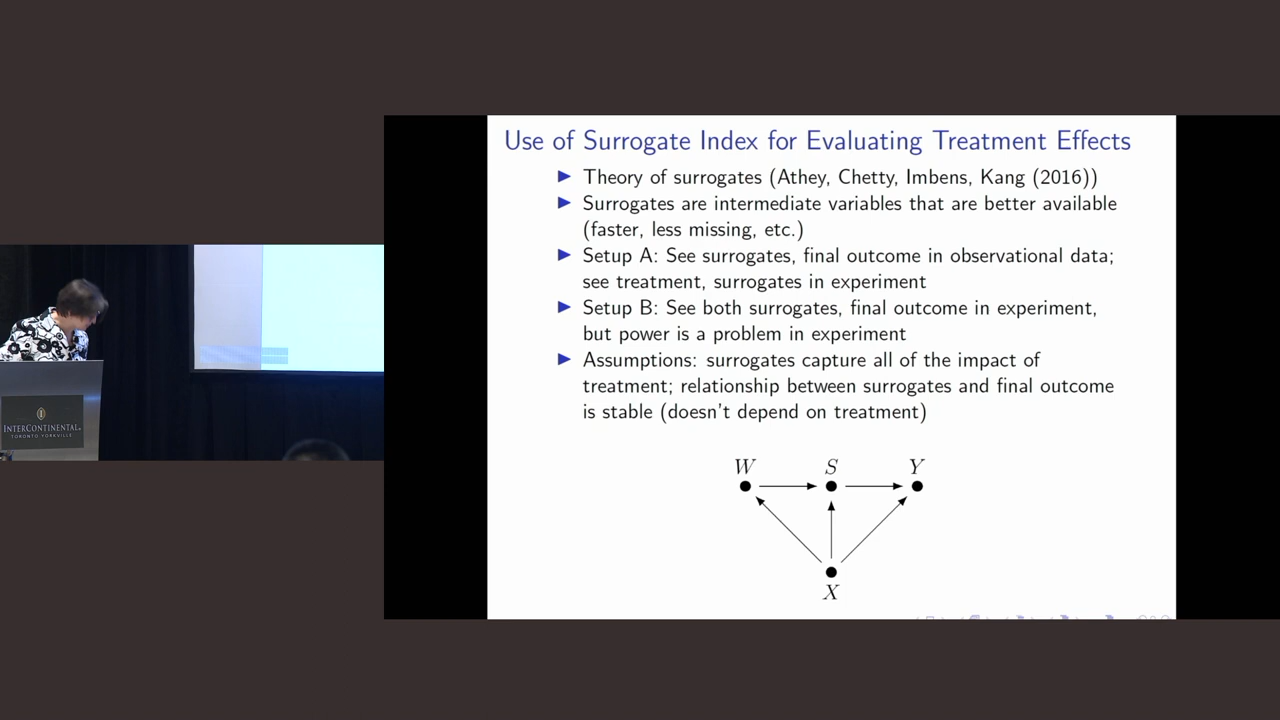 Use of Surrogate Index for Evaluating Treatment Effects
Theory of surrogates (Athey, Chetty, Imbens, Kang (2016))
Surrogates are intermediate variables that are better available
(faster, less missing, etc.)
Setup A: See surrogates, final outcome in observational data;
see treatment, surrogates in experiment
Setup B: See both surrogates, final outcome in experiment,
but power is a problem in experiment
Assumptions: surrogates capture all of the impact of
treatment; relationship between surrogates and final outcome
is stable (doesn't depend on treatment)
W S Y
X
INTERCONTINENTAL
TORONTO YORKVILLE